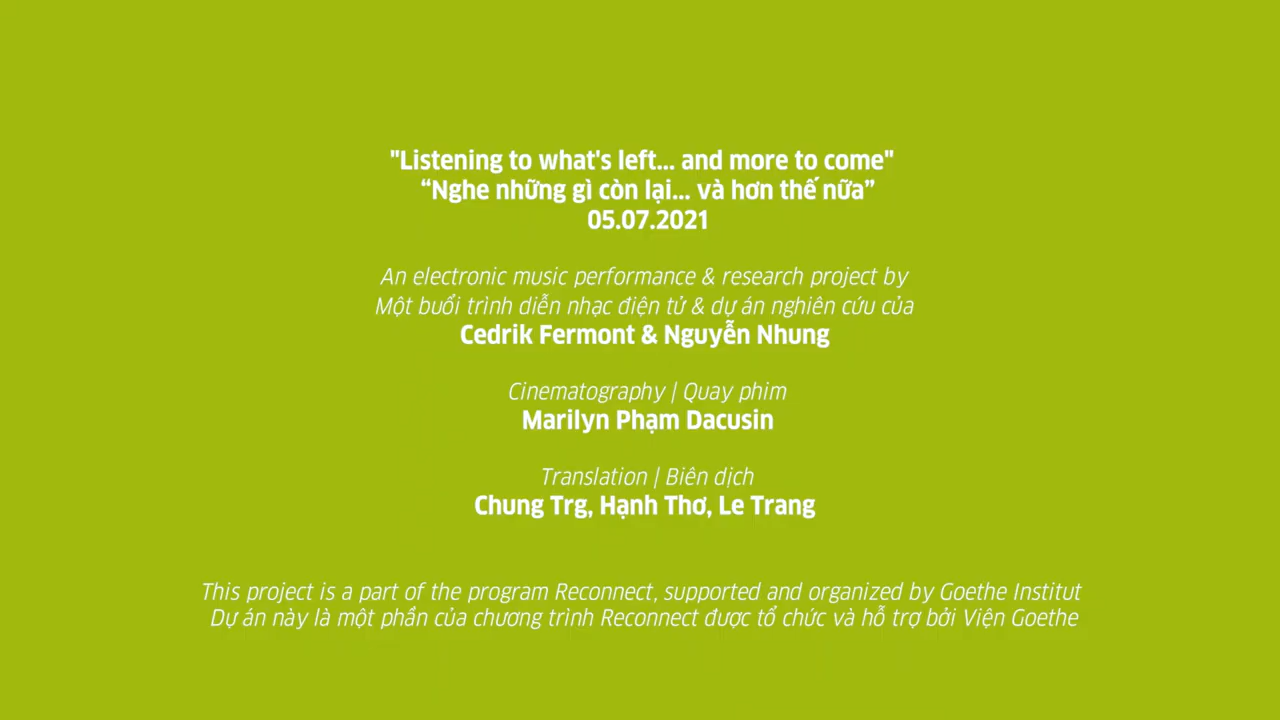 "Listening to what's left... and more to come"
“Nghe những gì còn lại... và hơn thế nữa”
05.07.2021
An electronic music performance & research project by
Một buổi trình diễn nhạc điện tử & dự án nghiên cứu của
Cedrik Fermont & Nguyễn Nhung
Cinematography | Quay phim
Marilyn Phạm Dacusin
Translation | Biên dịch
Chung Trg, Hạnh Thơ, Le Trang
This project is a part of the program Reconnect, supported and organized by Goethe Institut
Dự án này là một phần của chương trình Reconnect được tổ chức và hỗ trợ bởi Viện Goethe